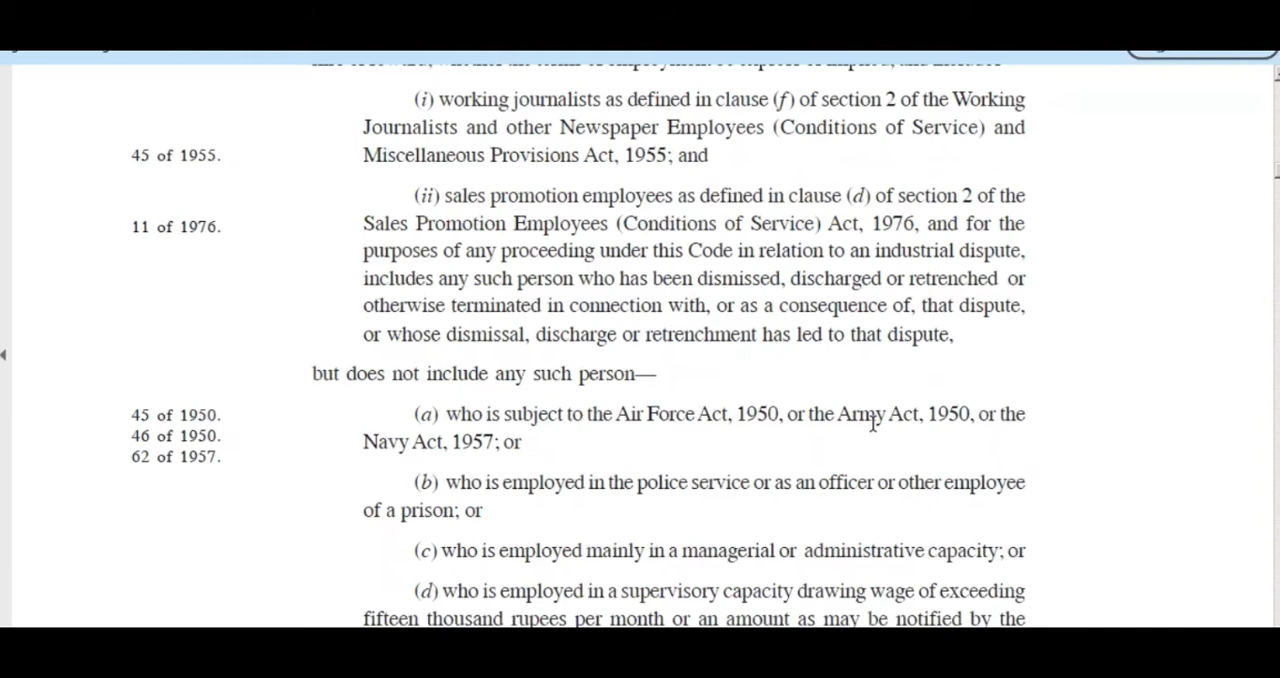 (i) working journalists as defined in clause (f) of section 2 of the Working
Journalists and other Newspaper Employees (Conditions of Service) and
45 of 1955. Miscellaneous Provisions Act, 1955; and
(ii) sales promotion employees as defined in clause (d) of section 2 of the
11 of 1976. Sales Promotion Employees (Conditions of Service) Act, 1976, and for the
purposes of any proceeding under this Code in relation to an industrial dispute,
includes any such person who has been dismissed, discharged or retrenched or
otherwise terminated in connection with, or as a consequence of, that dispute,
or whose dismissal, discharge or retrenchment has led to that dispute,
but does not include any such person—
45 of 1950. (a) who is subject to the Air Force Act, 1950, or the Army Act, 1950, or the
46 of 1950. Navy Act, 1957; or
62 of 1957.
(b) who is employed in the police service or as an officer or other employee
of a prison; or
(c) who is employed mainly in a managerial or administrative capacity; or
(d) who is employed in a supervisory capacity drawing wage of exceeding
fifteen thousand rupees per month or an amount as may be notified by the